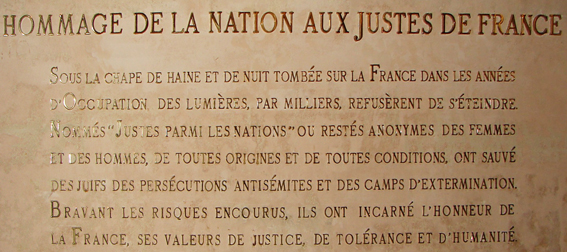 HOMMAGE DE LA NATION AUX JUSTES DE FRANCE
SOUS LA CHAPE DE HAINE ET DE NUIT TOMBÉE SUR LA FRANCE DANS LES ANNÉES
D'OCCUPATION, DES LUMIÈRES, PAR MILLIERS, REFUSÈRENT DE S'ÉTEINDRE.
NOMMÉS "JUSTES PARMI LES NATIONS" OU RESTÉS ANONYMES, DES FEMMES
ET DES HOMMES, DE TOUTES ORIGINES ET DE TOUTES CONDITIONS, ONT SAUVÉ
DES JUIFS DES PERSÉCUTIONS ANTISÉMITES ET DES CAMPS D'EXTERMINATION.
BRAVANT LES RISQUES ENCOURUS, ILS ONT INCARNÉ L'HONNEUR DE
LA FRANCE, SES VALEURS DE JUSTICE, DE TOLÉRANCE ET D'HUMANITÉ.